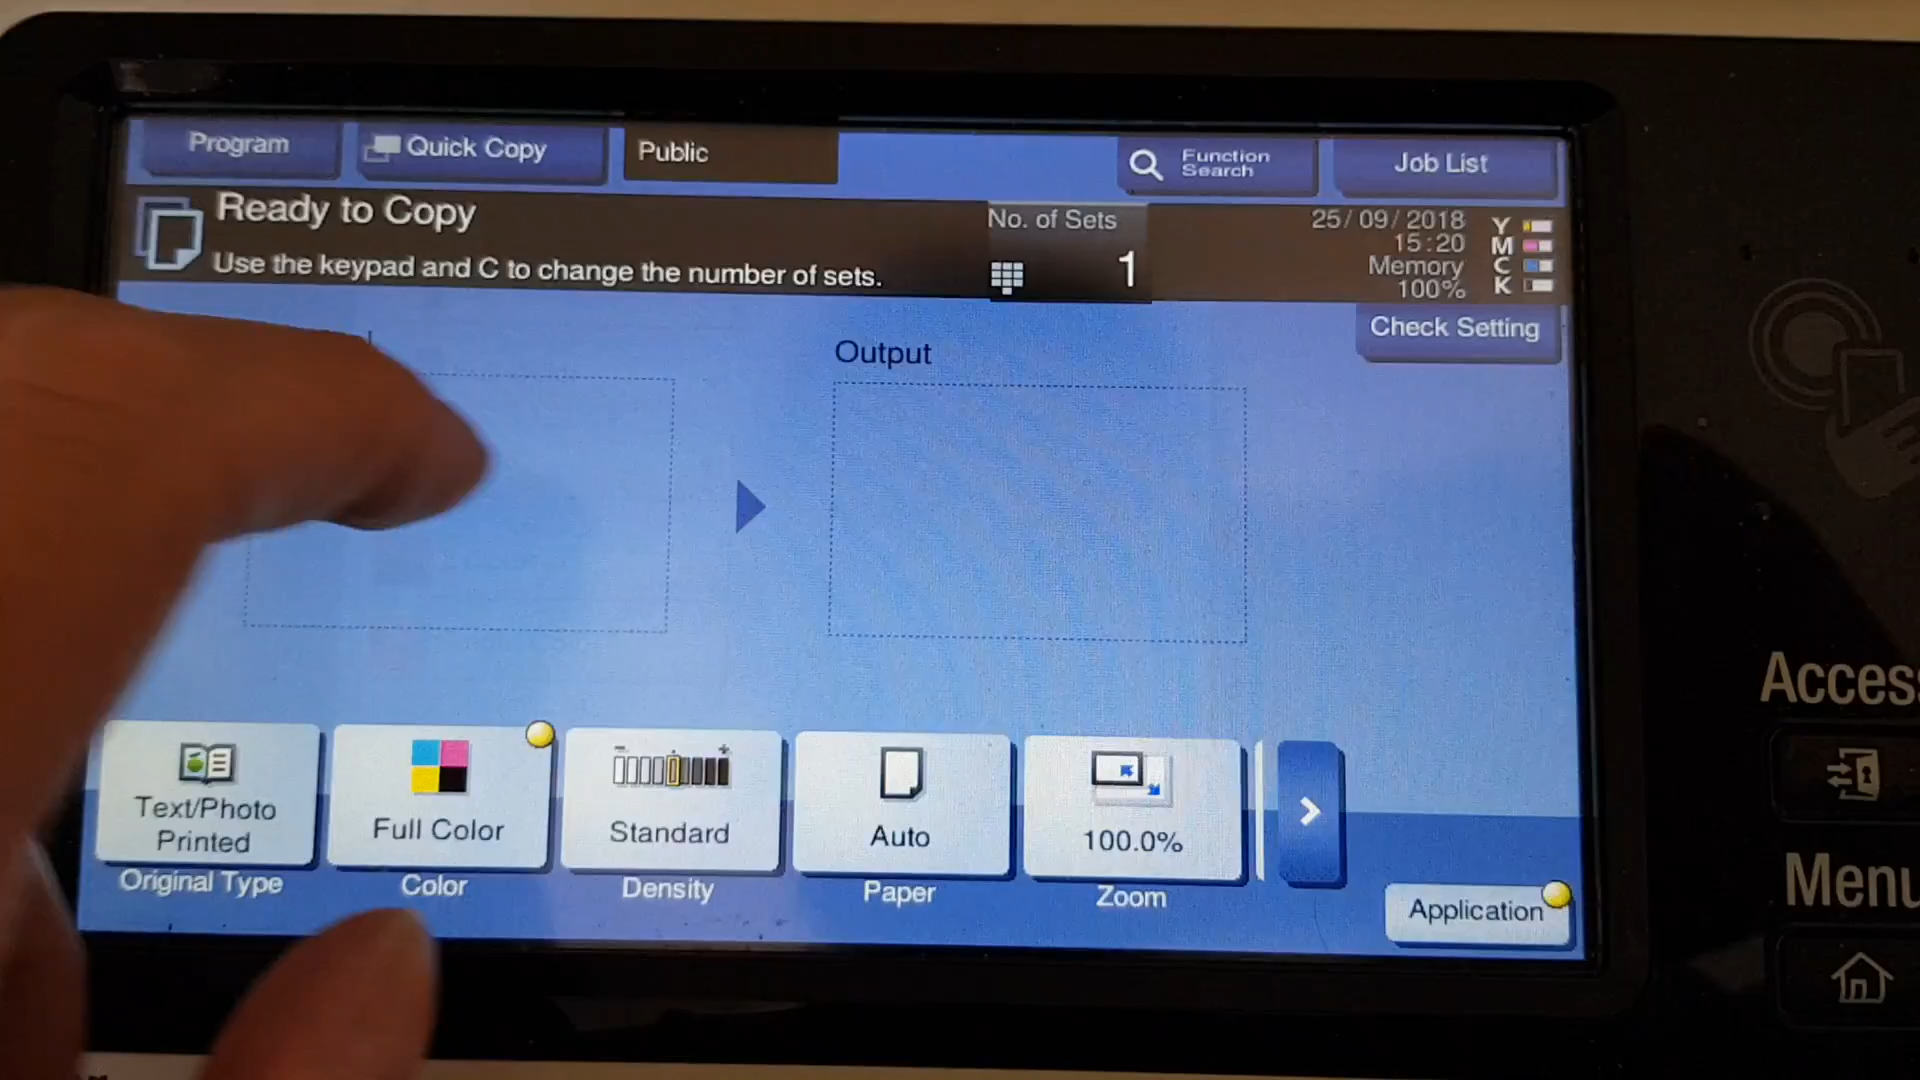 Program
Quick Copy
Public
Function
Search
Job List
Ready to Copy
Use the keypad and C to change the number of sets.
No. of Sets
1
25/09/2018
15:20
Memory
100%
Y
M
C
K
Check Setting
Output
Text/Photo
Printed
Original Type
Full Color
Color
Standard
Density
Auto
Paper
100.0%
Zoom
Application
Menu